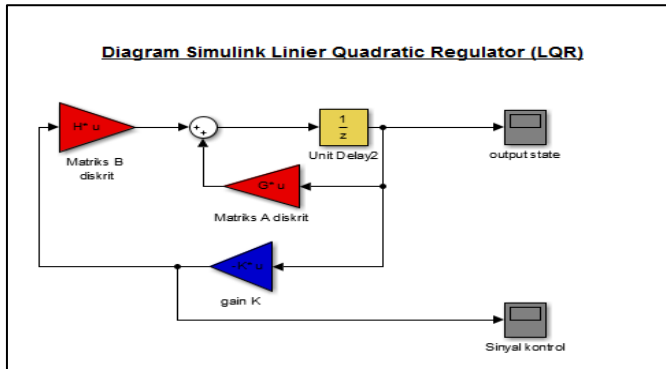 Diagram Simulink Linier Quadratic Regulator (LQR)
H* u
Matriks B
diskrit
1
z
Unit Delay2
output state
G* u
Matriks A diskrit
-K* u
gain K
Sinyal kontrol